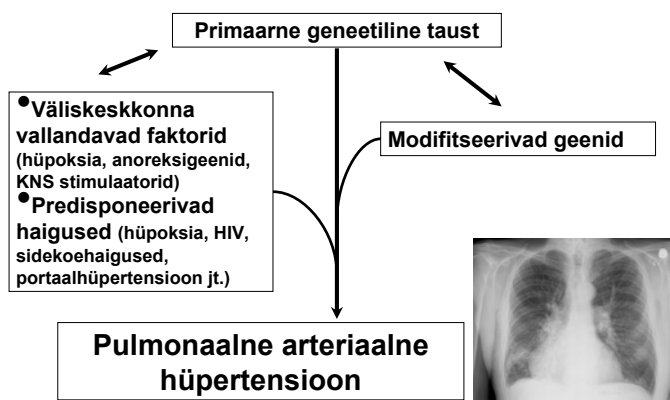 Primaarne geneetiline taust
●Väliskeskkonna
vallandavad faktorid
(hüpoksia, anoreksigeenid,
KNS stimulaatorid)
●Predisponeerivad
haigused (hüpoksia, HIV,
sidekoehaigused,
portaalhüpertensioon jt.)
Modifitseerivad geenid
Pulmonaalne arteriaalne
hüpertensioon